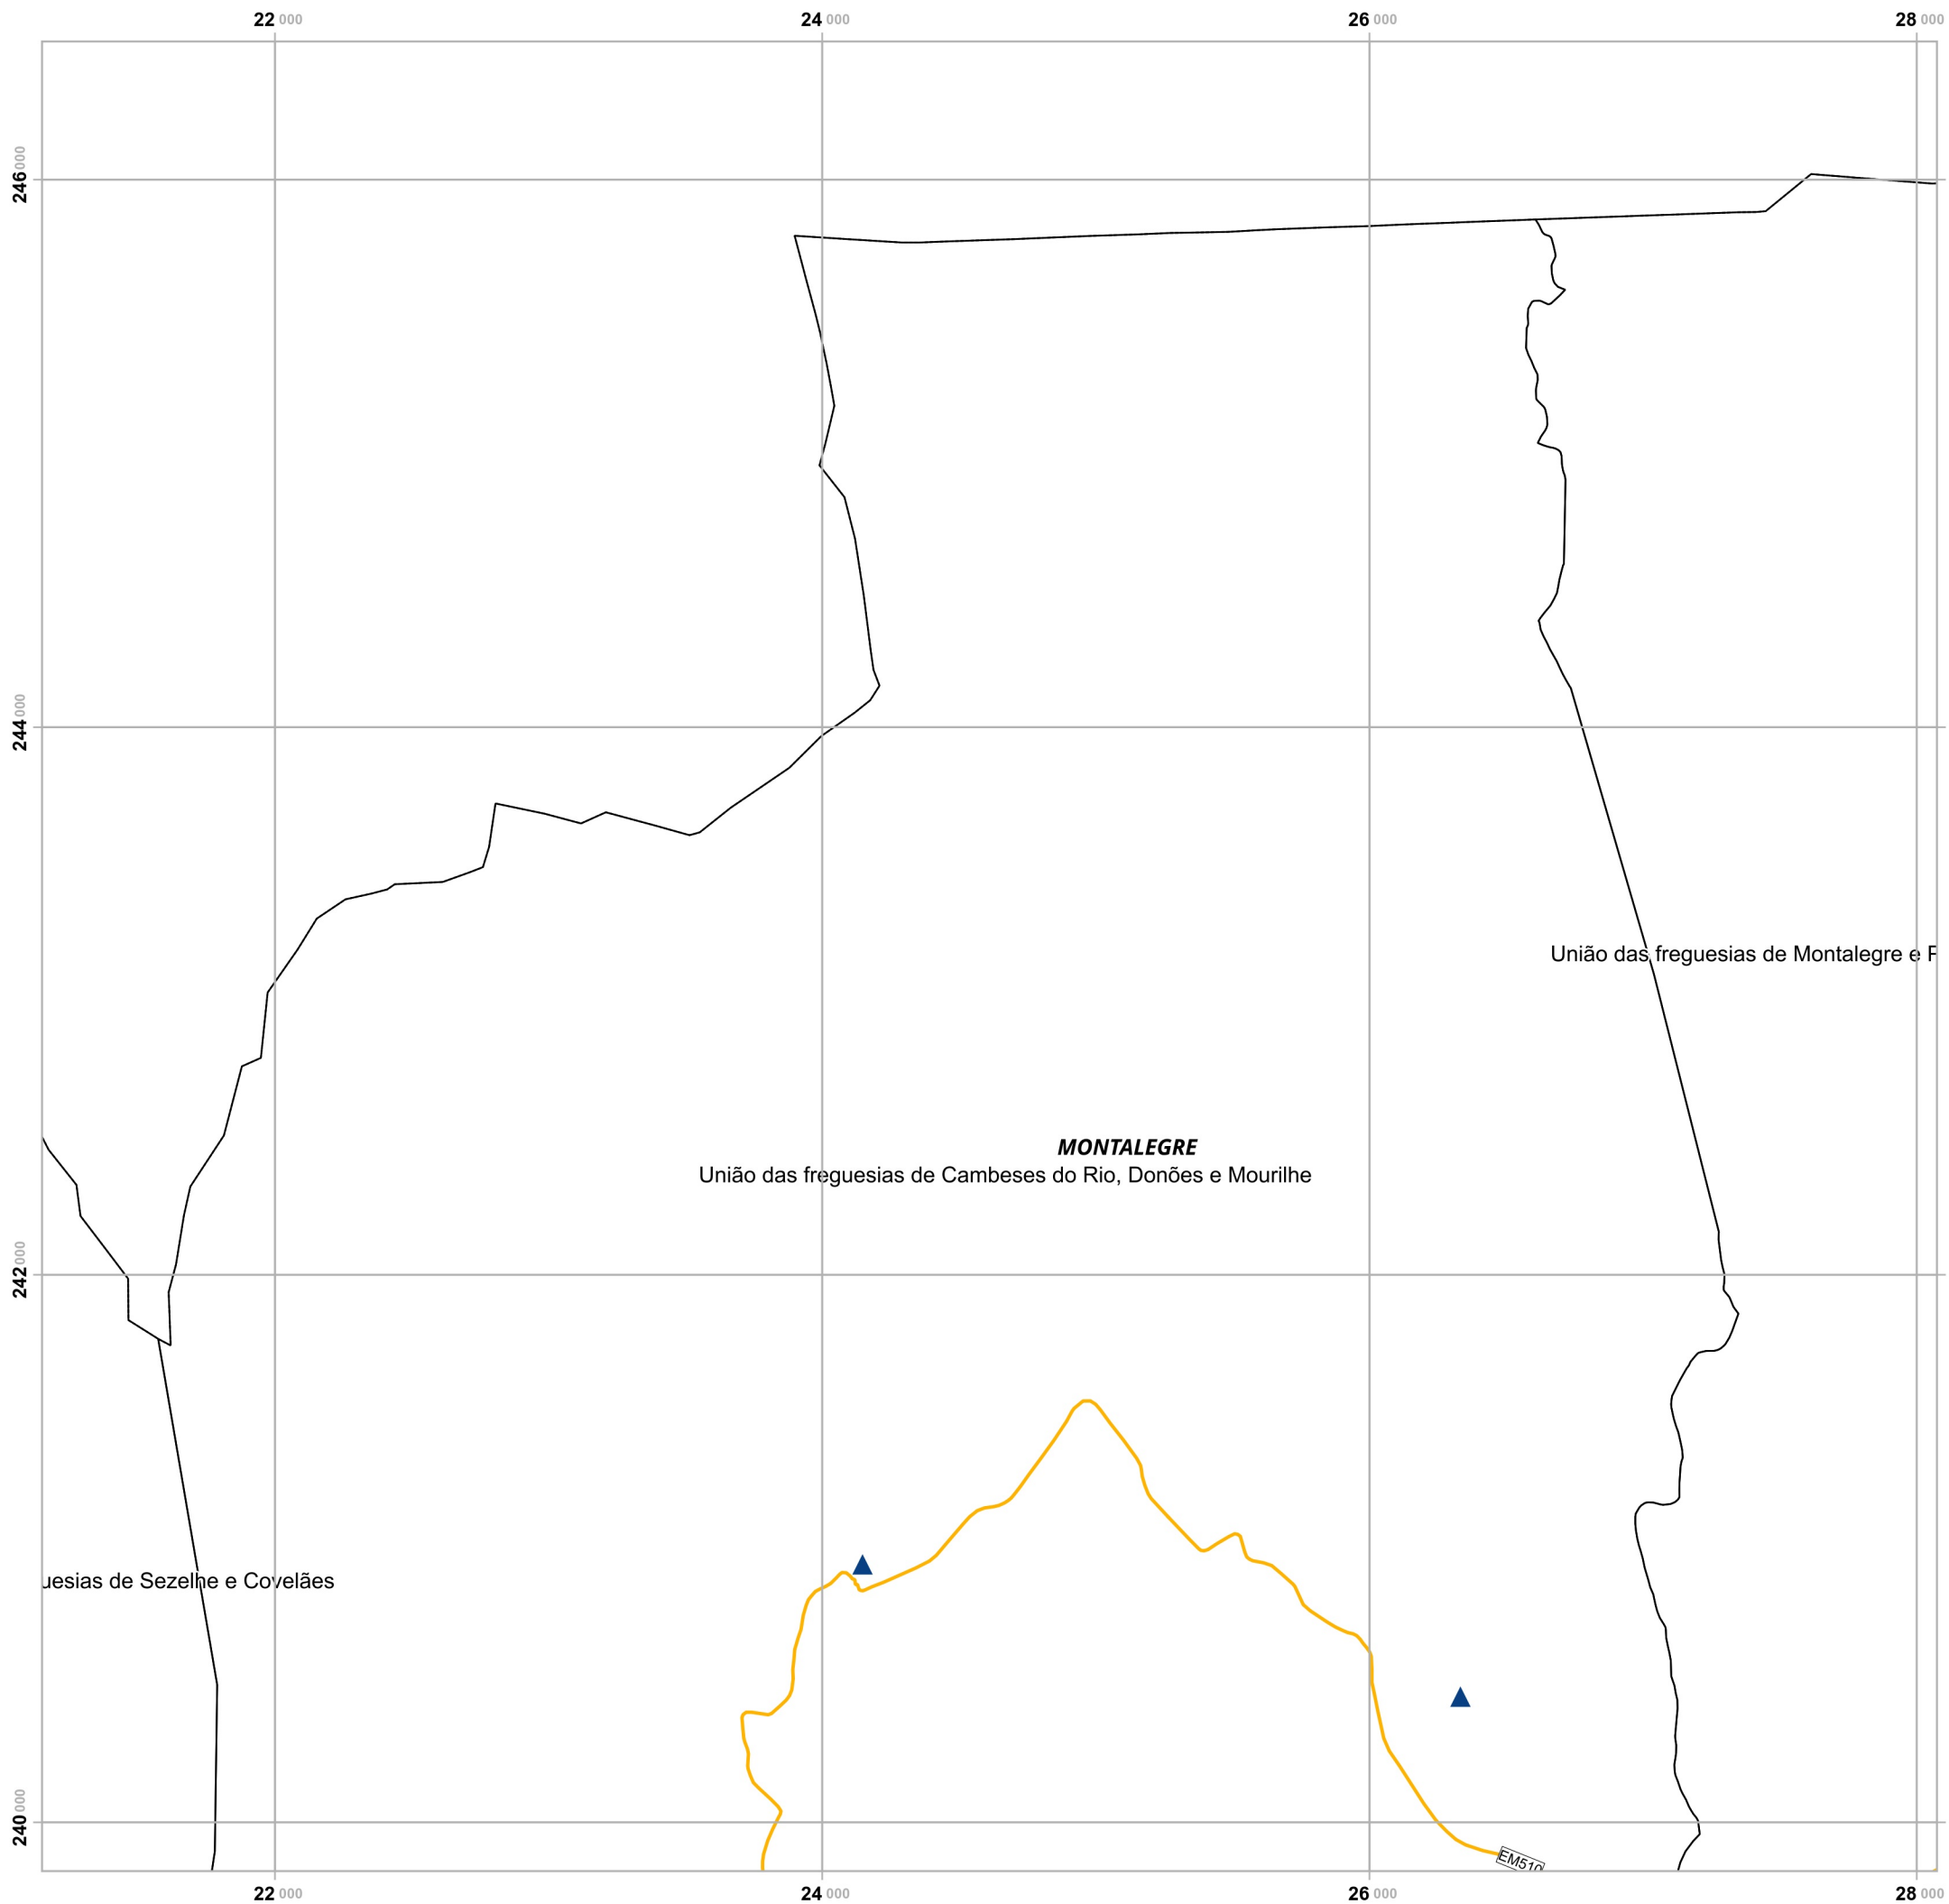 22 000 24 000 26 000 28 000
246 000
244 000
União das freguesias de Montalegre e
MONTALEGRE
União das freguesias de Cambeses do Rio, Donões e Mourilhe
242 000
uesias de Sezelhe e Covelães
240 000
EM510
22 000 24 000 26 000 28 000